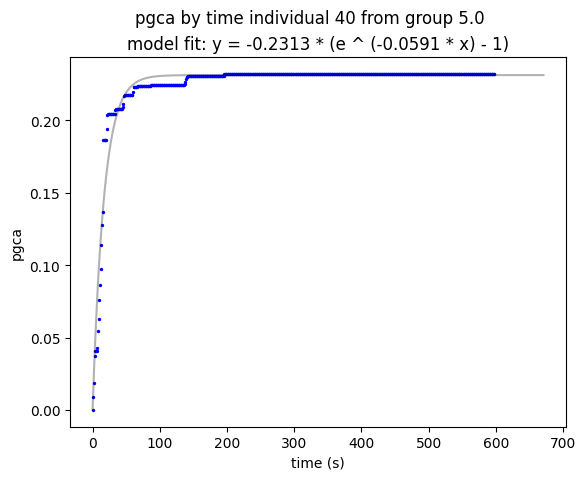 pgca by time individual 40 from group 5.0
model fit: y = -0.2313 * (e ^ (-0.0591 * x) - 1)
0.20
0.15
0.10
0.05
0.00
pgca
0 100 200 300 400 500 600 700
time (s)